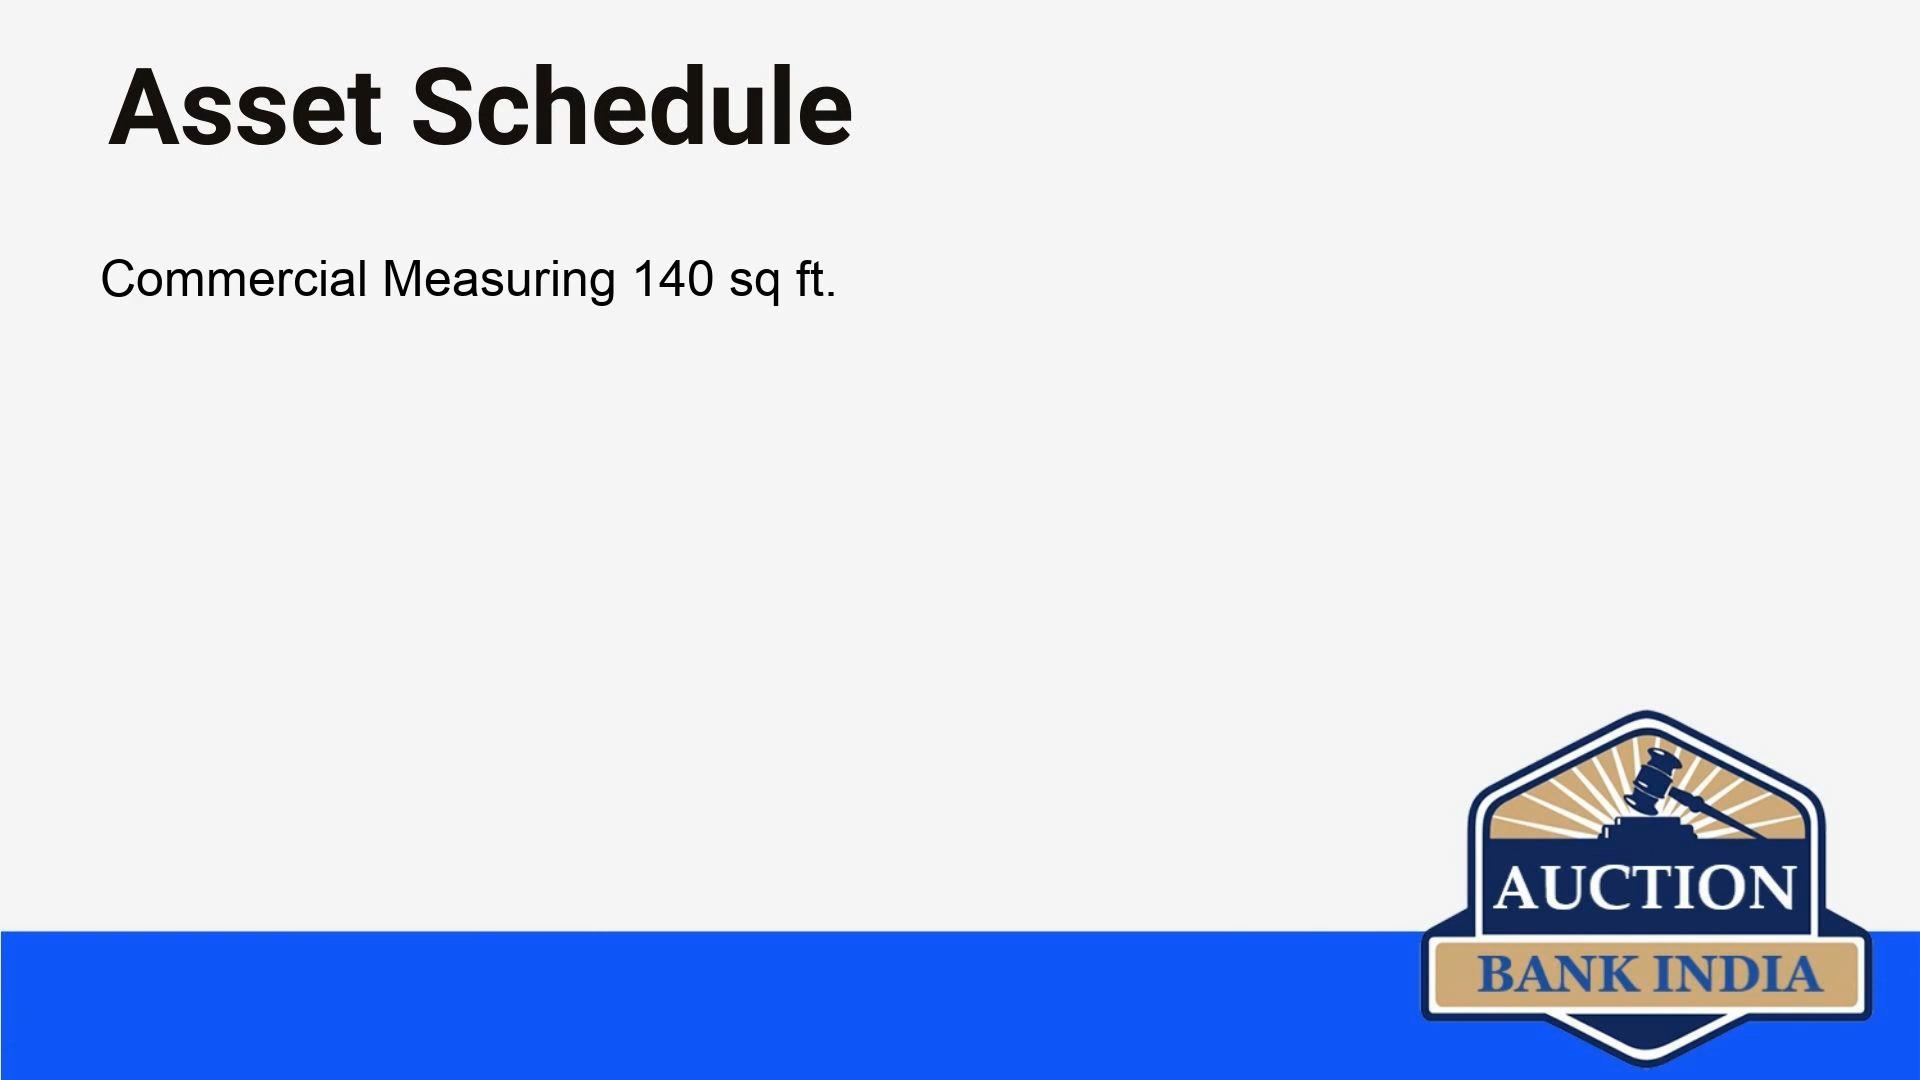 Asset Schedule
Commercial Measuring 140 sq ft.
AUCTION
BANK INDIA